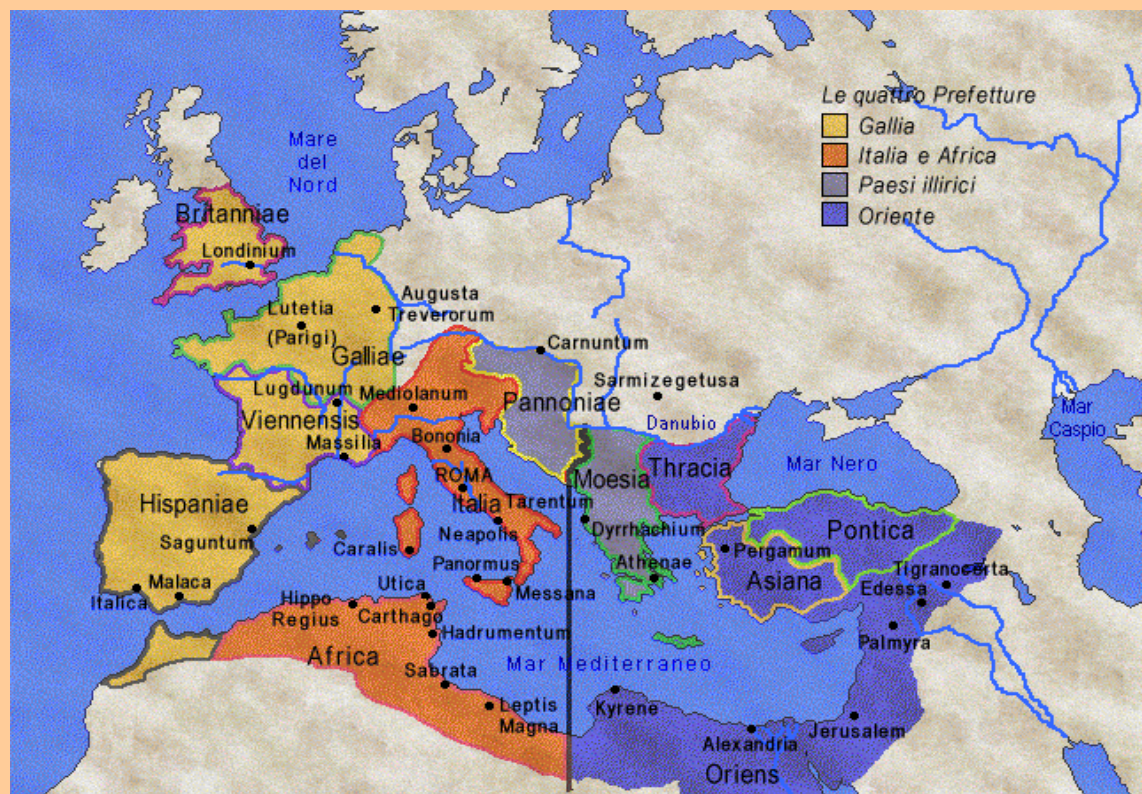 Le quattro Prefetture
Gallia
Italia e Africa
Paesi illirici
Oriente
Mare
del
Nord
Britanniae
Londinium
Lutetia
(Parigi)
Augusta
Treverorum
Galliae
Carnuntum
Lugdunum
Mediolanum
Sarmizegetusa
Pannoniae
Viennensis
Danubio
Mar
Caspio
Massilia
Bononia
Thracia
Mar Nero
ROMA
Moesia
Hispaniae
Italia
Tarentum
Saguntum
Neapolis
Dyrrhachium
Pontica
Caralis
Pergamum
Panormus
Athenae
Asiana
Tigranocerta
Malaca
Italica
Utica
Messana
Edessa
Hippo
Regius
Carthago
Hadrumentum
Palmyra
Africa
Mar Mediterraneo
Sabrata
Leptis
Magna
Kyrene
Jerusalem
Alexandria
Oriens